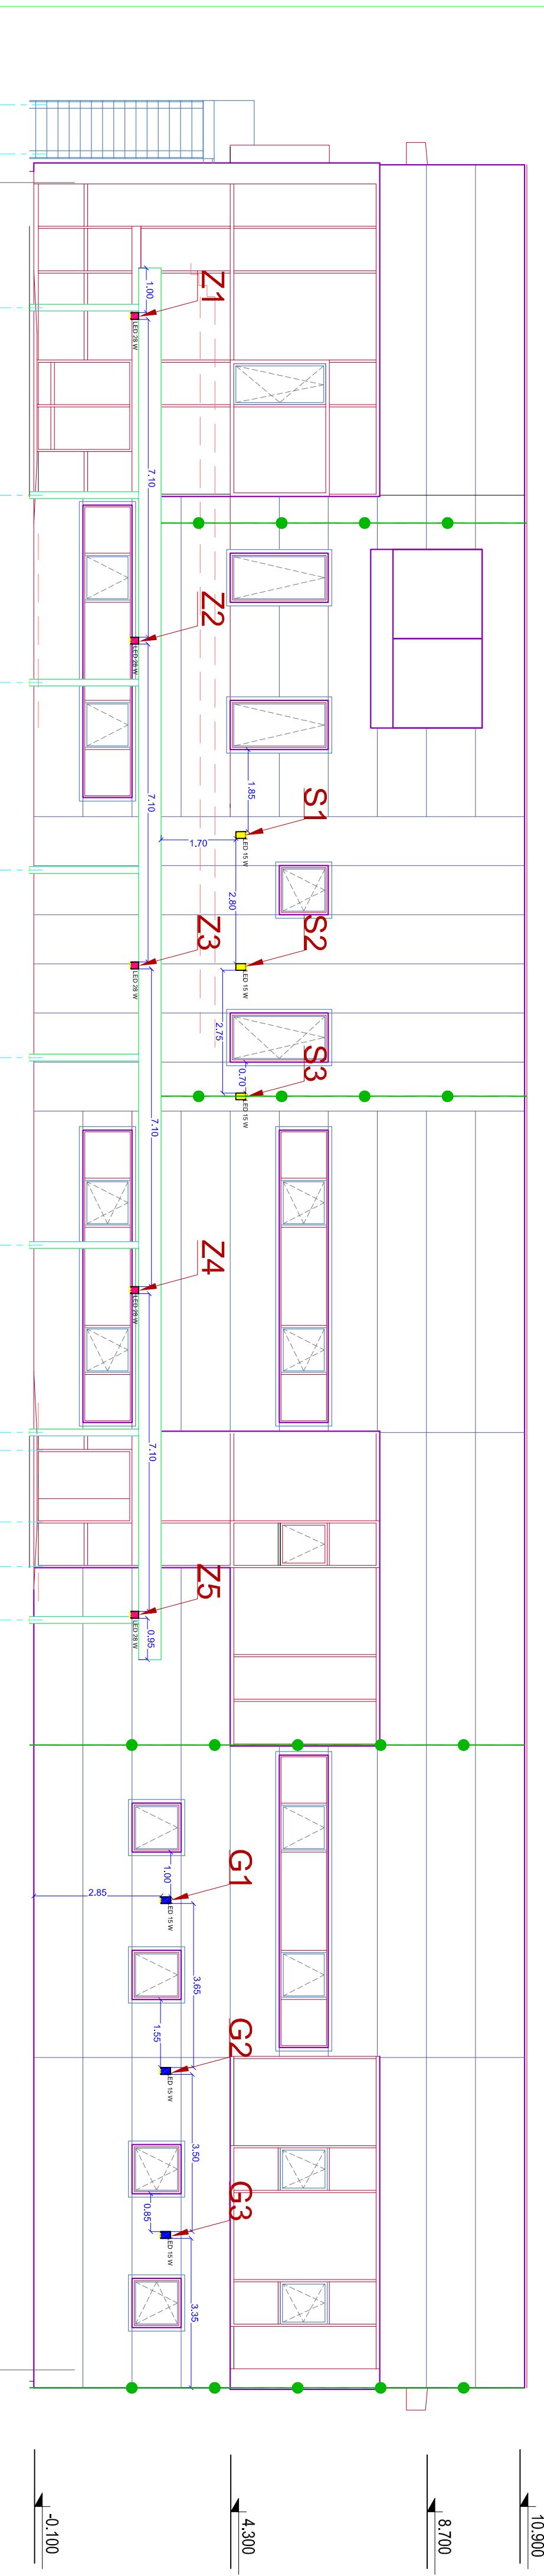 Z1
1.00
LED 28 W
7.10
Z2
LED 28 W
7.10
1.85
S1
LED 15 W
1.70
2.80
S2
LED 15 W
Z3
LED 28 W
2.75
0.70
S3
LED 15 W
7.10
Z4
LED 28 W
7.10
Z5
LED 28 W
0.95
G1
1.00
LED 15 W
2.85
3.65
1.55
G2
LED 15 W
3.50
0.85
G3
LED 15 W
3.35
-0.100
4.300
8.700
10.900